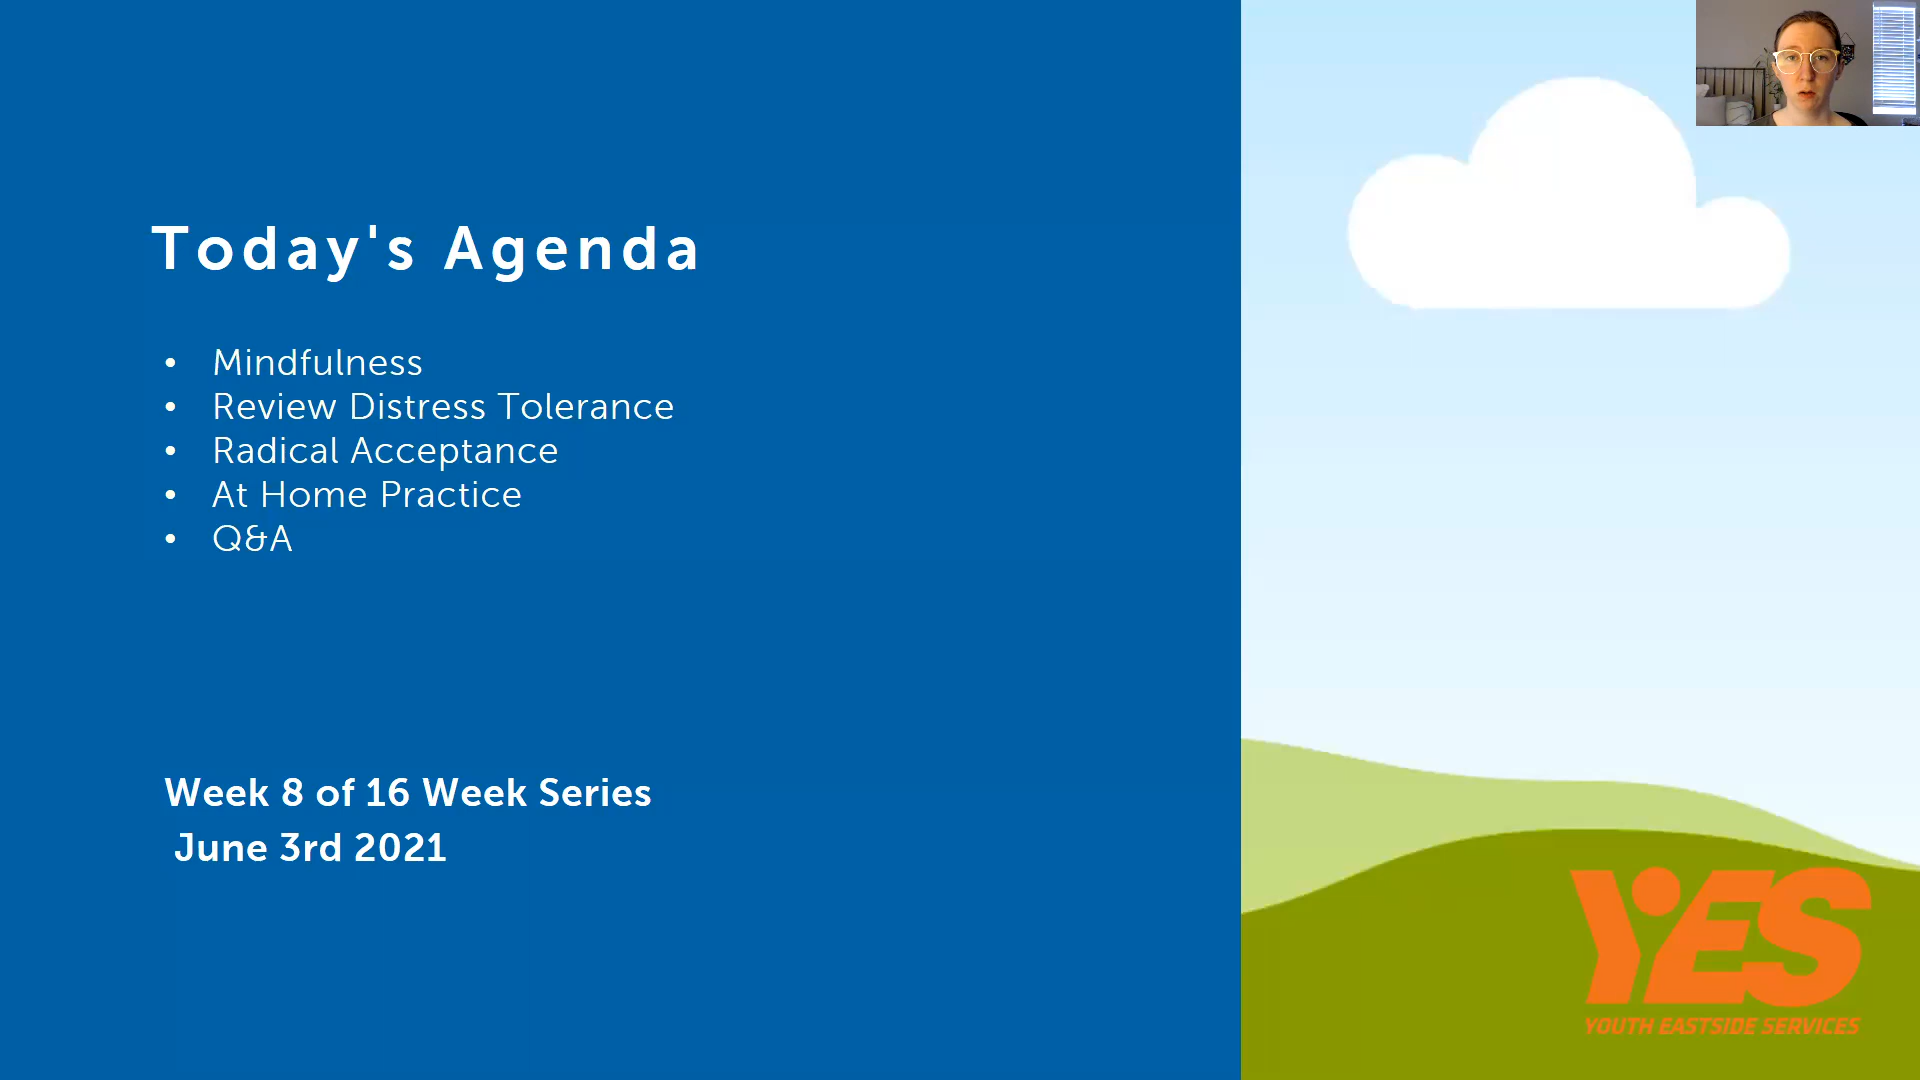 Today's Agenda
• Mindfulness
• Review Distress Tolerance
• Radical Acceptance
• At Home Practice
• Q&A
Week 8 of 16 Week Series
June 3rd 2021
YES
YOUTH EASTSIDE SERVICES